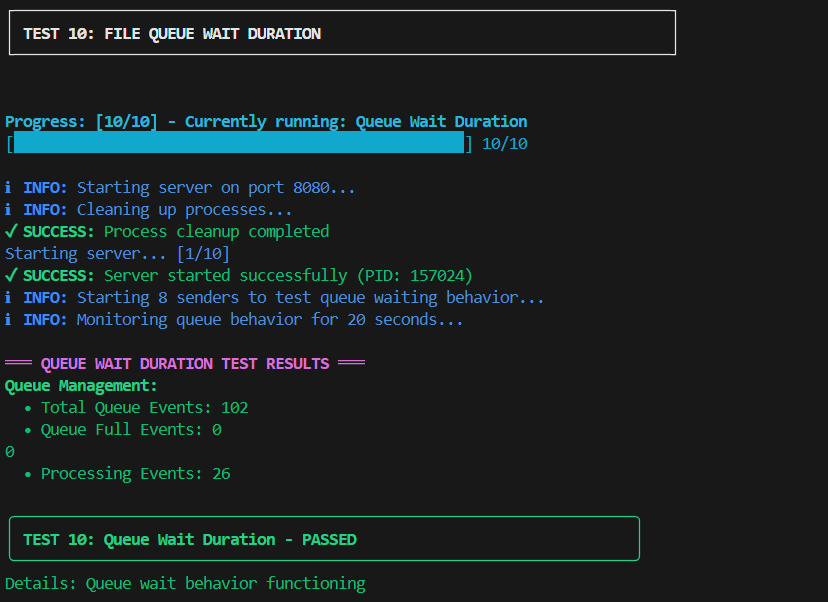 TEST 10: FILE QUEUE WAIT DURATION
Progress: [10/10] - Currently running: Queue Wait Duration
[] 10/10
ℹ INFO: Starting server on port 8080...
ℹ INFO: Cleaning up processes...
✓ SUCCESS: Process cleanup completed
Starting server... [1/10]
✓ SUCCESS: Server started successfully (PID: 157024)
ℹ INFO: Starting 8 senders to test queue waiting behavior...
ℹ INFO: Monitoring queue behavior for 20 seconds...
═══ QUEUE WAIT DURATION TEST RESULTS ═══
Queue Management:
• Total Queue Events: 102
• Queue Full Events: 0
0
• Processing Events: 26
TEST 10: Queue Wait Duration - PASSED
Details: Queue wait behavior functioning